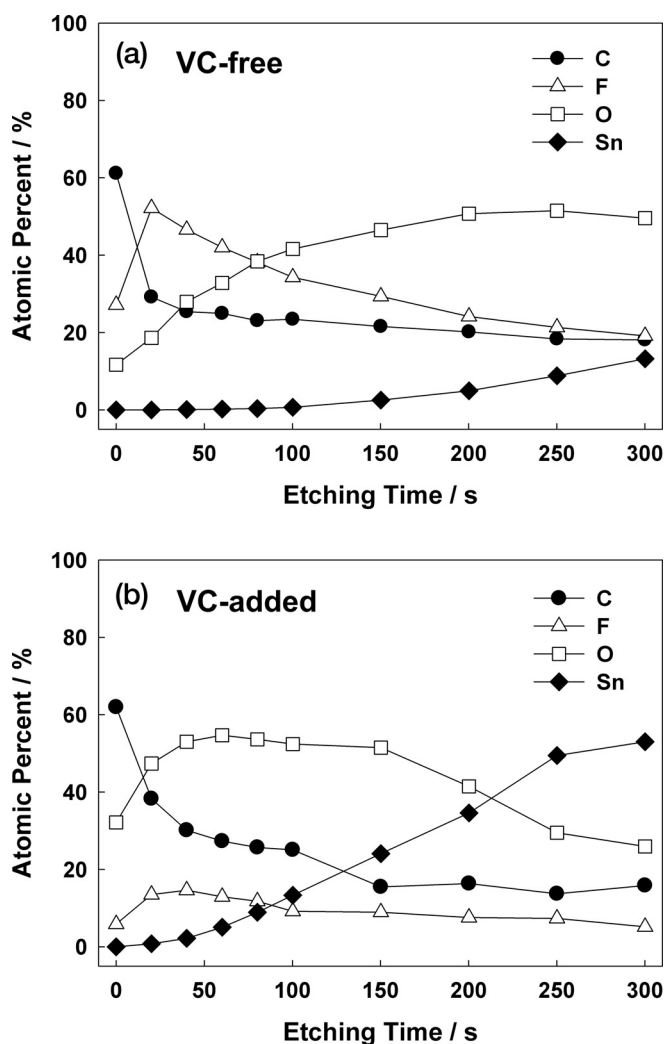 (a) VC-free
C
F
O
Sn
Atomic Percent / %
100
80
60
40
20
0
0 50 100 150 200 250 300
Etching Time / s
(b) VC-added
C
F
O
Sn
Atomic Percent / %
100
80
60
40
20
0
0 50 100 150 200 250 300
Etching Time / s